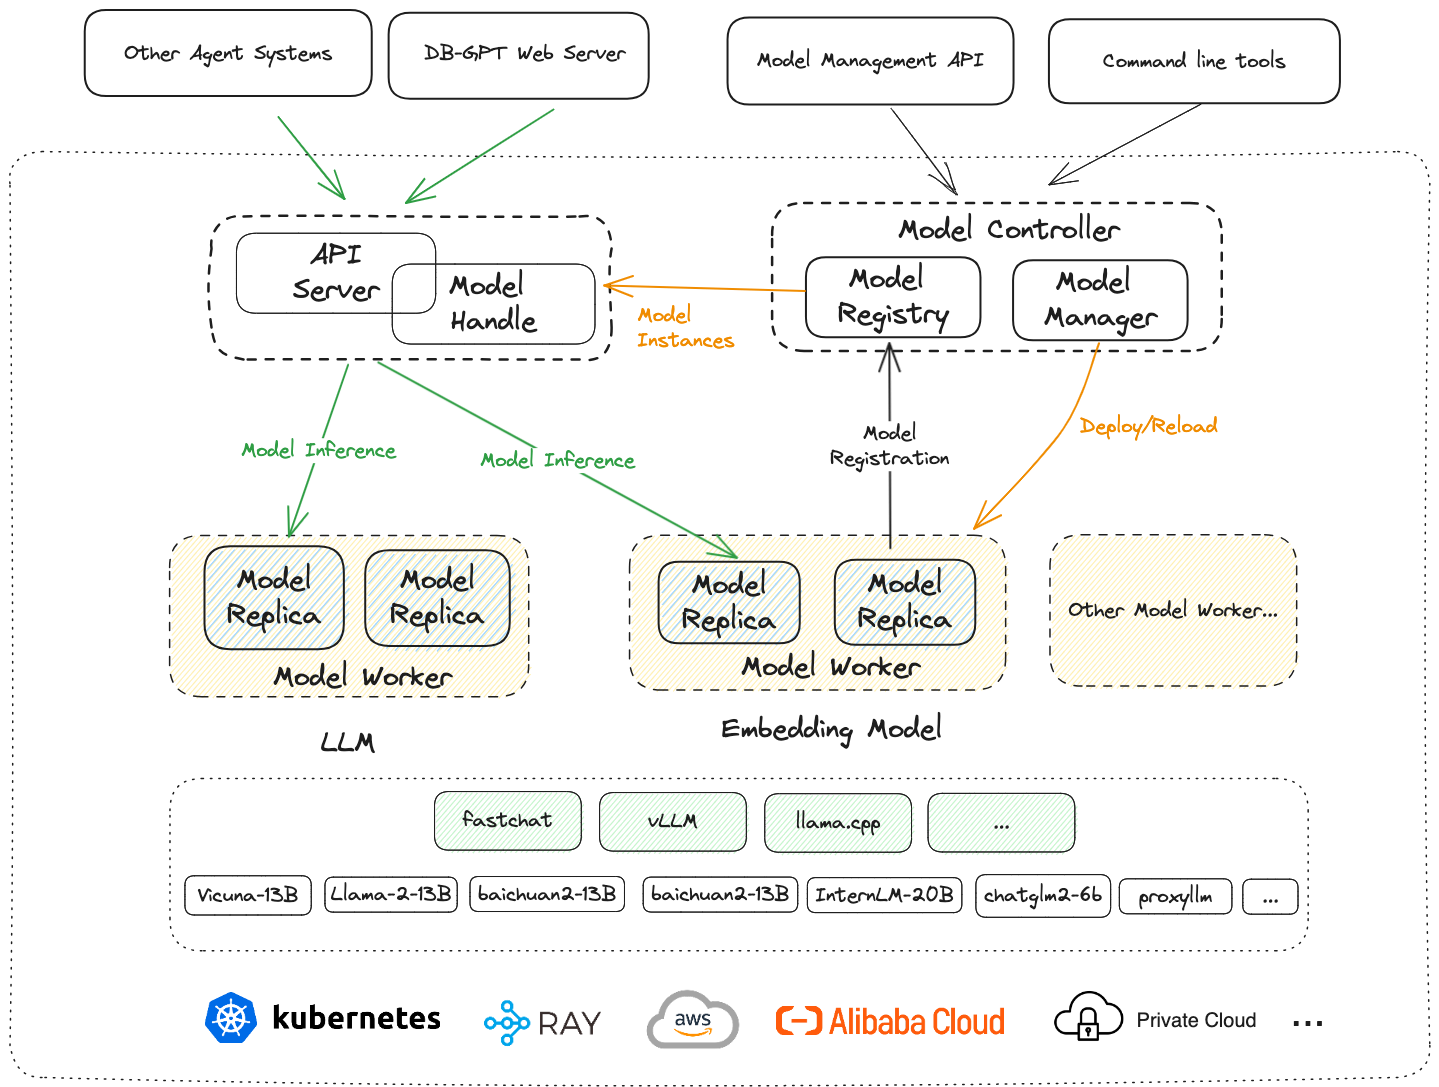 Other Agent Systems
DB-GPT Web Server
Model Management API
Command line tools
API
Server
Model
Handle
Model
Instances
Model Controller
Model
Registry
Model
Manager
Model Inference
Model Inference
Model
Registration
Deploy/Reload
Model
Replica
Model
Replica
Model Worker
LLM
Model
Replica
Model
Replica
Model Worker
Embedding Model
Other Model Worker...
fastchat
vLLM
llama.cpp
...
Vicuna-13B
Llama-2-13B
baichuan2-13B
baichuan2-13B
InternLM-20B
chatglm2-6b
proxyllm
...
kubernetes
RAY
aws
Alibaba Cloud
Private Cloud
...